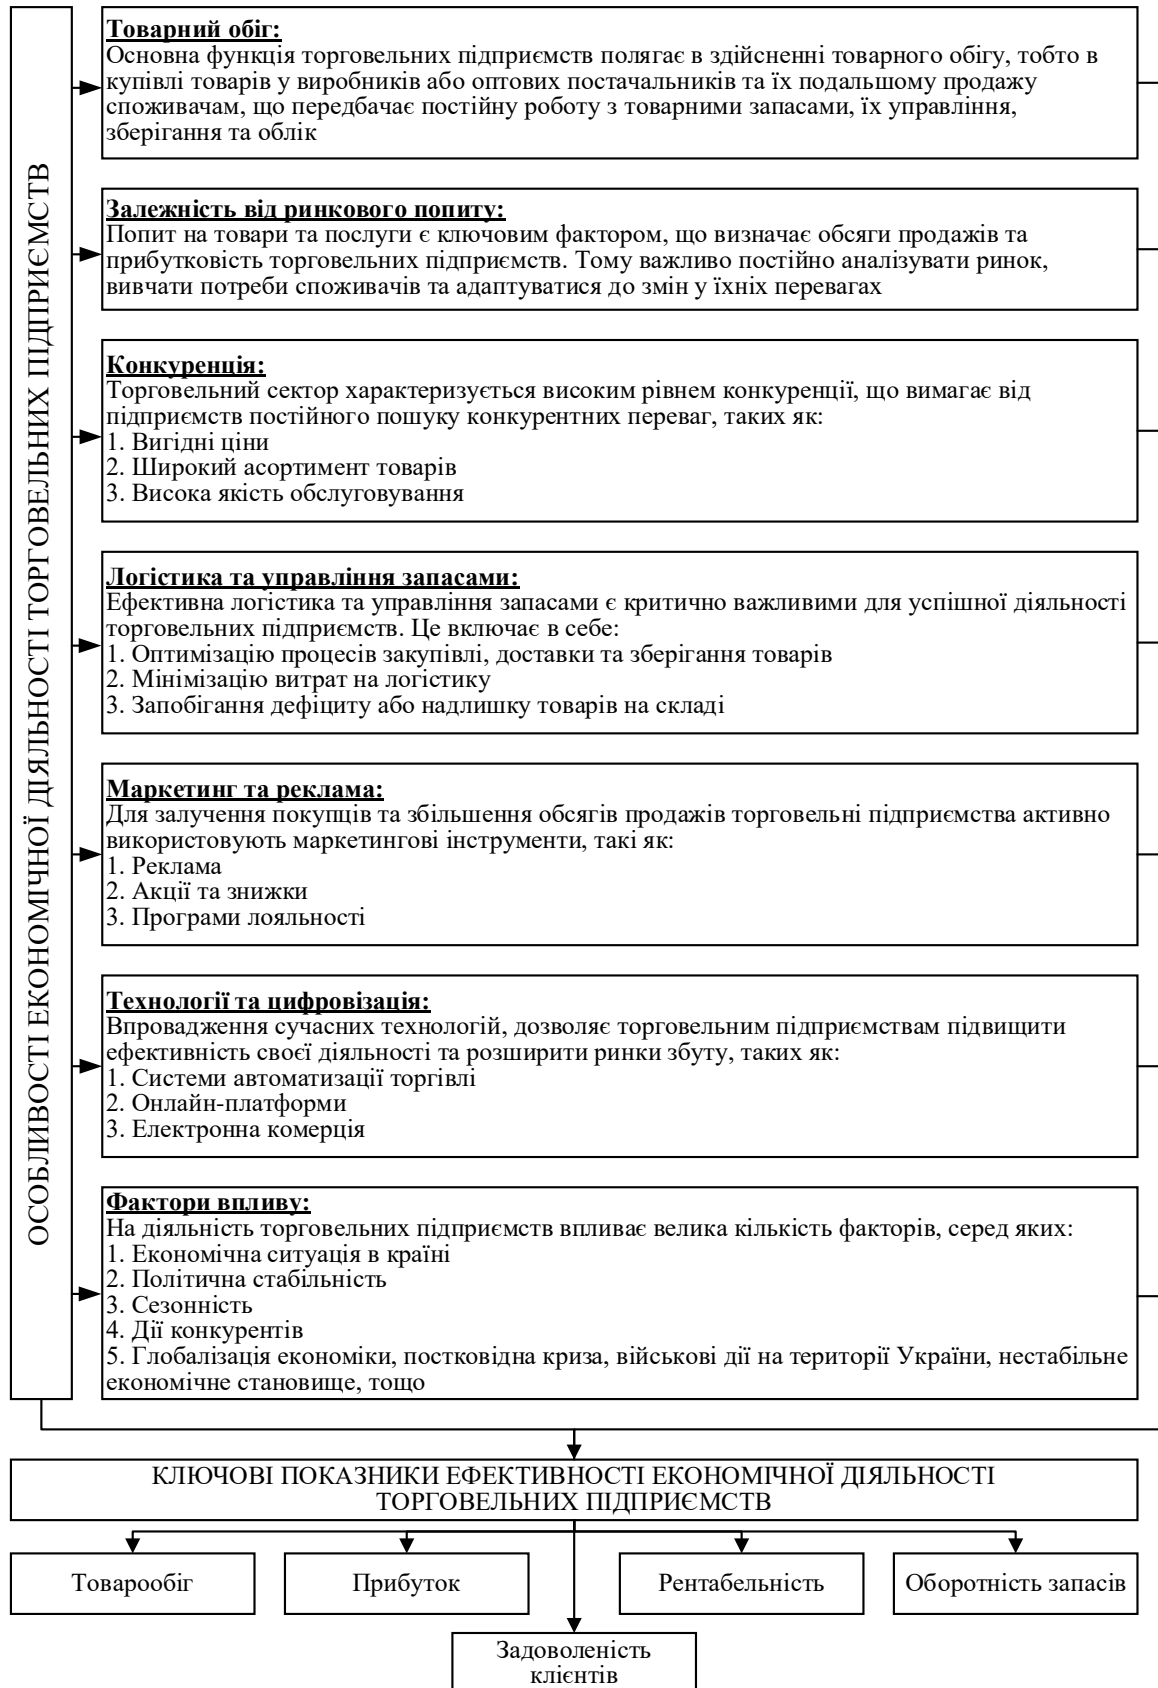 ОСОБЛИВОСТІ ЕКОНОМІЧНОЇ ДІЯЛЬНОСТІ ТОРГОВЕЛЬНИХ ПІДПРИЄМСТВ
Товарний обіг:
Основна функція торговельних підприємств полягає в здійсненні товарного обігу, тобто в
купівлі товарів у виробників або оптових постачальників та їх подальшому продажу
споживачам, що передбачає постійну роботу з товарними запасами, їх управління,
зберігання та облік
Залежність від ринкового попиту:
Попит на товари та послуги є ключовим фактором, що визначає обсяги продажів та
прибутковість торговельних підприємств. Тому важливо постійно аналізувати ринок,
вивчати потреби споживачів та адаптуватися до змін у їхніх перевагах
Конкуренція:
Торговельний сектор характеризується високим рівнем конкуренції, що вимагає від
підприємств постійного пошуку конкурентних переваг, таких як:
1. Вигідні ціни
2. Широкий асортимент товарів
3. Висока якість обслуговування
Логістика та управління запасами:
Ефективна логістика та управління запасами є критично важливими для успішної діяльності
торговельних підприємств. Це включає в себе:
1. Оптимізацію процесів закупівлі, доставки та зберігання товарів
2. Мінімізацію витрат на логістику
3. Запобігання дефіциту або надлишку товарів на складі
Маркетинг та реклама:
Для залучення покупців та збільшення обсягів продажів торговельні підприємства активно
використовують маркетингові інструменти, такі як:
1. Реклама
2. Акції та знижки
3. Програми лояльності
Технології та цифровізація:
Впровадження сучасних технологій, дозволяє торговельним підприємствам підвищити
ефективність своєї діяльності та розширити ринки збуту, таких як:
1. Системи автоматизації торгівлі
2. Онлайн-платформи
3. Електронна комерція
Фактори впливу:
На діяльність торговельних підприємств впливає велика кількість факторів, серед яких:
1. Економічна ситуація в країні
2. Політична стабільність
3. Сезонність
4. Дії конкурентів
5. Глобалізація економіки, постковідна криза, військові дії на території України, нестабільне
економічне становище, тощо
КЛЮЧОВІ ПОКАЗНИКИ ЕФЕКТИВНОСТІ ЕКОНОМІЧНОЇ ДІЯЛЬНОСТІ
ТОРГОВЕЛЬНИХ ПІДПРИЄМСТВ
Товарообіг
Прибуток
Рентабельність
Оборотність запасів
Задоволеність
клієнтів